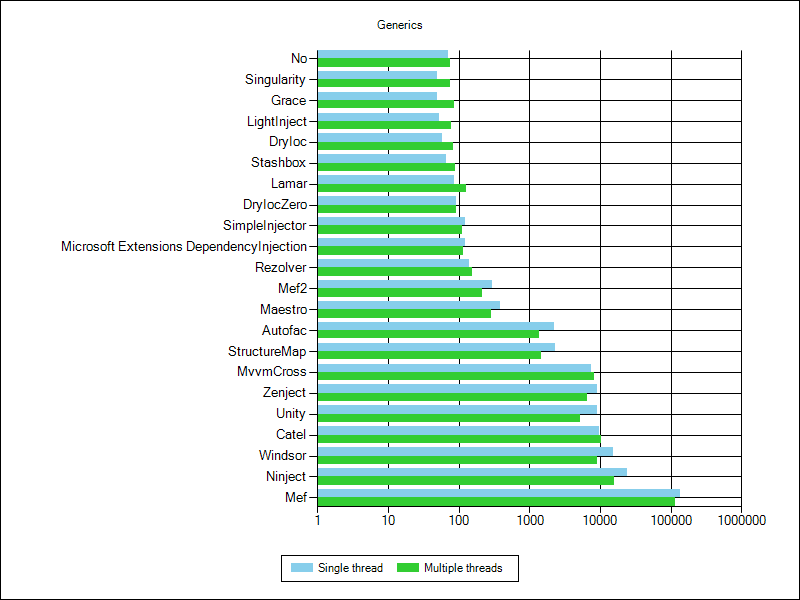 Generics
No
Singularity
Grace
LightInject
DryIoc
Stashbox
Lamar
DryIocZero
SimpleInjector
Microsoft Extensions DependencyInjection
Rezolver
Mef2
Maestro
Autofac
StructureMap
MvvmCross
Zenject
Unity
Catel
Windsor
Ninject
Mef
1 10 100 1000 10000 100000 1000000
Single thread Multiple threads